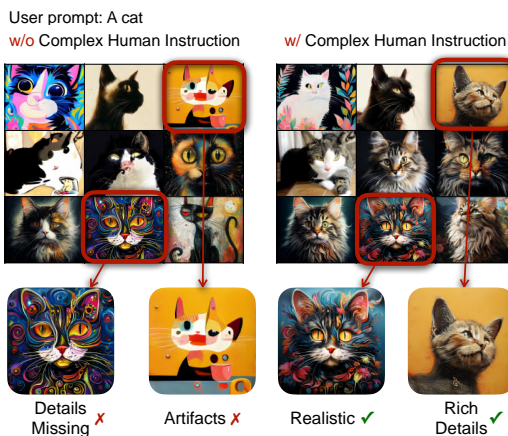 User prompt: A cat
w/o Complex Human Instruction
w/ Complex Human Instruction
Details
Missing ✗
Artifacts ✗
Realistic ✓
Rich
Details ✓